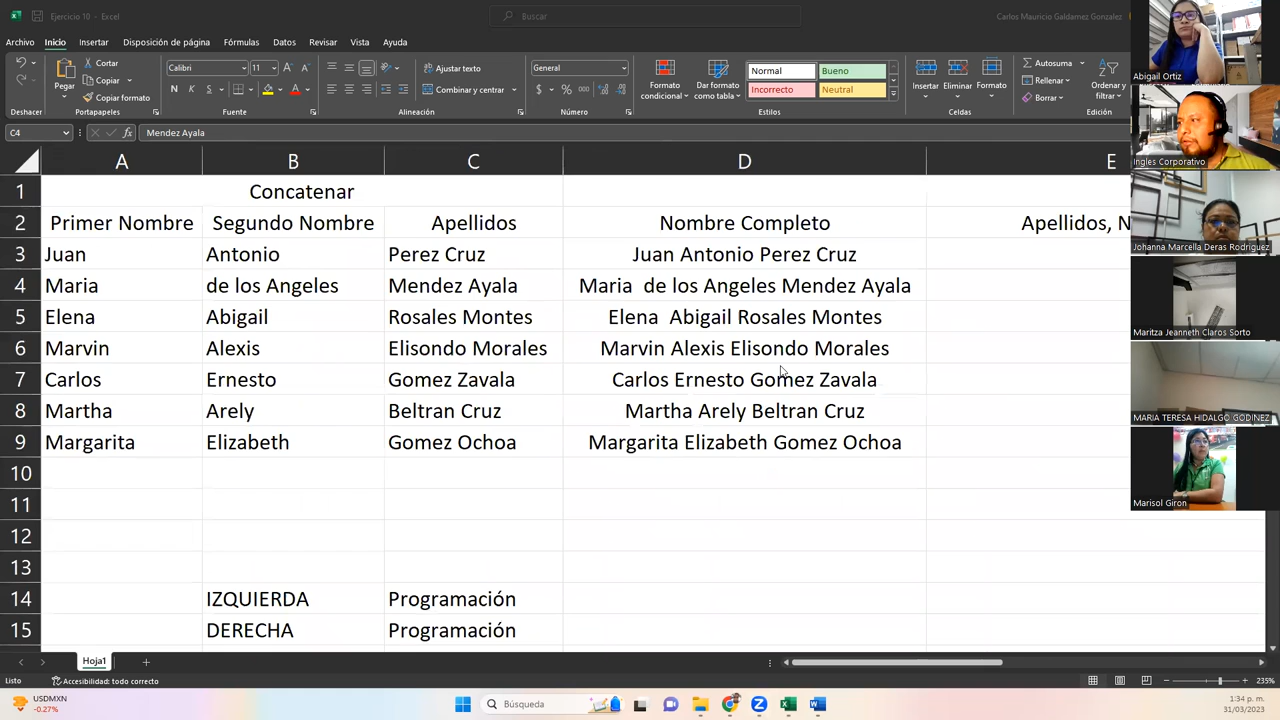 Ejercicio 10 - Excel
Buscar
Carlos Mauricio Galdamez Gonzalez
Archivo Inicio Insertar Disposición de página Fórmulas Datos Revisar Vista Ayuda
Pegar
Cortar
Copiar
Copiar formato
Portapapeles
Calibri 11
N K S
Fuente
Ajustar texto
Combinar y centrar
Alineación
General
$ % 000
Número
Formato condicional
Dar formato como tabla
Normal Bueno
Incorrecto Neutral
Estilos
Insertar Eliminar Formato
Celdas
Autosuma
Rellenar
Borrar
Ordenar y filtrar
Edición
C4 fx Mendez Ayala
A B C D E
1 Concatenar
2 Primer Nombre Segundo Nombre Apellidos Nombre Completo Apellidos, N
3 Juan Antonio Perez Cruz Juan Antonio Perez Cruz
4 Maria de los Angeles Mendez Ayala Maria  de los Angeles Mendez Ayala
5 Elena Abigail Rosales Montes Elena  Abigail Rosales Montes
6 Marvin Alexis Elisondo Morales Marvin Alexis Elisondo Morales
7 Carlos Ernesto Gomez Zavala Carlos Ernesto Gomez Zavala
8 Martha Arely Beltran Cruz Martha Arely Beltran Cruz
9 Margarita Elizabeth Gomez Ochoa Margarita Elizabeth Gomez Ochoa
10
11
12
13
14 IZQUIERDA Programación
15 DERECHA Programación
Hoja1
Listo Accesibilidad: todo correcto 235%
USDMXN
-0.27%
Búsqueda
1:34 p. m.
31/03/2023
Abigail Ortiz
Ingles Corporativo
Johanna Marcella Deras Rodriguez
Maritza Jeanneth Claros Sorto
MARIA TERESA HIDALGO GODINEZ
Marisol Giron